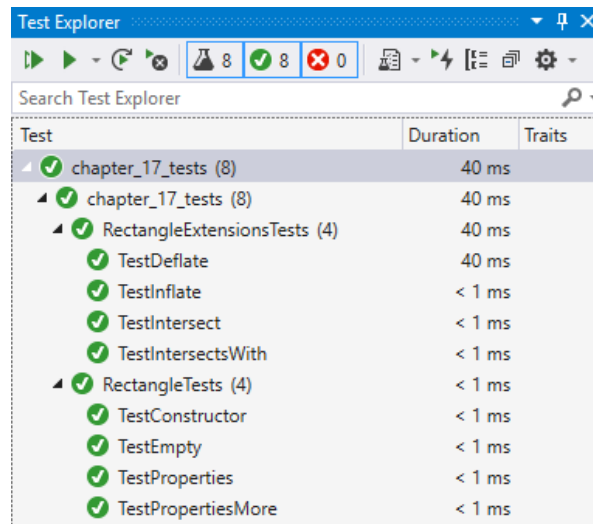 Test Explorer
8 8 0
Search Test Explorer
Test Duration Traits
chapter_17_tests (8) 40 ms
chapter_17_tests (8) 40 ms
RectangleExtensionsTests (4) 40 ms
TestDeflate 40 ms
TestInflate < 1 ms
TestIntersect < 1 ms
TestIntersectsWith < 1 ms
RectangleTests (4) < 1 ms
TestConstructor < 1 ms
TestEmpty < 1 ms
TestProperties < 1 ms
TestPropertiesMore < 1 ms